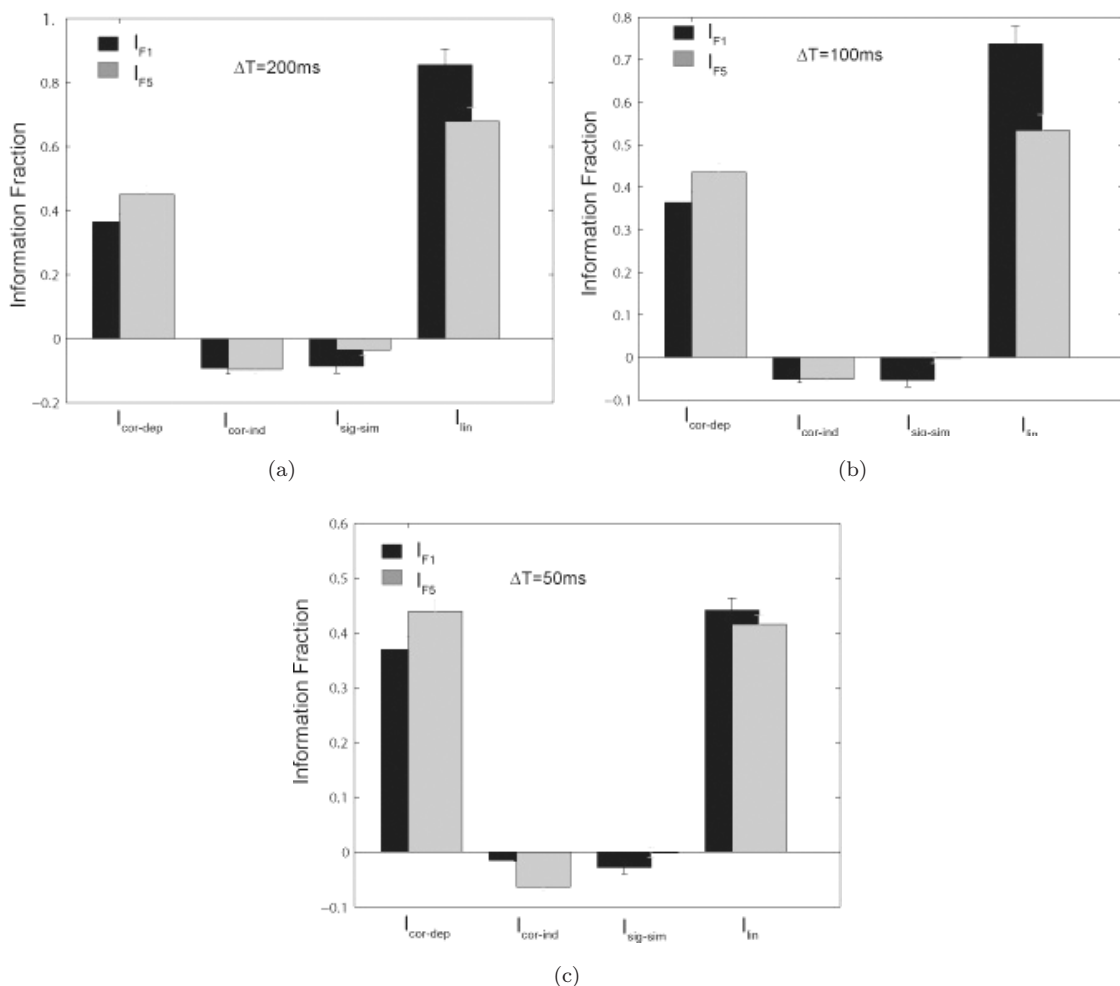 1.
0.8
0.6
0.4
0.2
0
−0.2
Information Fraction
I_F1
I_F5
ΔT=200ms
I_cor-dep I_cor-ind I_sig-sim I_lin
(a)
0.8
0.7
0.6
0.5
0.4
0.3
0.2
0.1
0
−0.1
Information Fraction
I_F1
I_F5
ΔT=100ms
I_cor-dep I_cor-ind I_sig-sim I_lin
(b)
0.6
0.5
0.4
0.3
0.2
0.1
0
−0.1
Information Fraction
I_F1
I_F5
ΔT=50ms
I_cor-dep I_cor-ind I_sig-sim I_lin
(c)